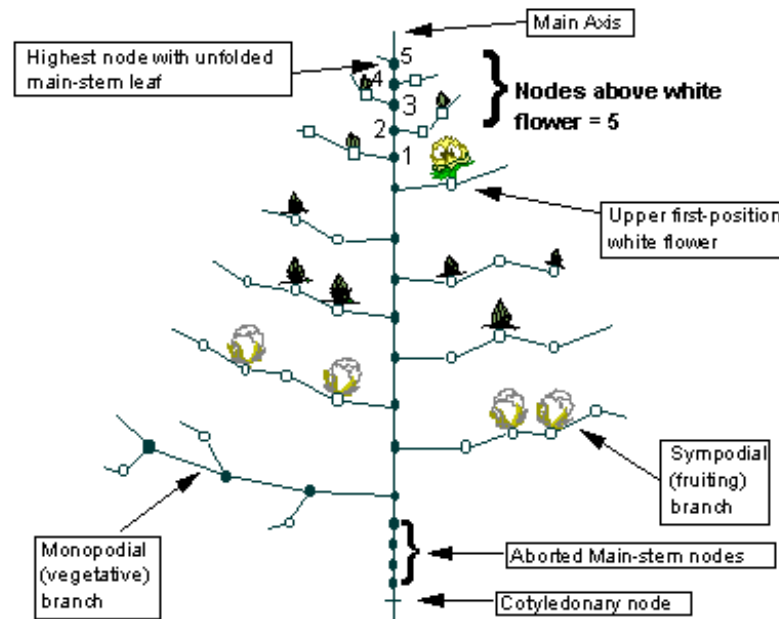 Main Axis
Highest node with unfolded
main-stem leaf
5
4
3
2
1
Nodes above white
flower = 5
Upper first-position
white flower
Sympodial
(fruiting)
branch
Monopodial
(vegetative)
branch
Aborted Main-stem nodes
Cotyledonary node